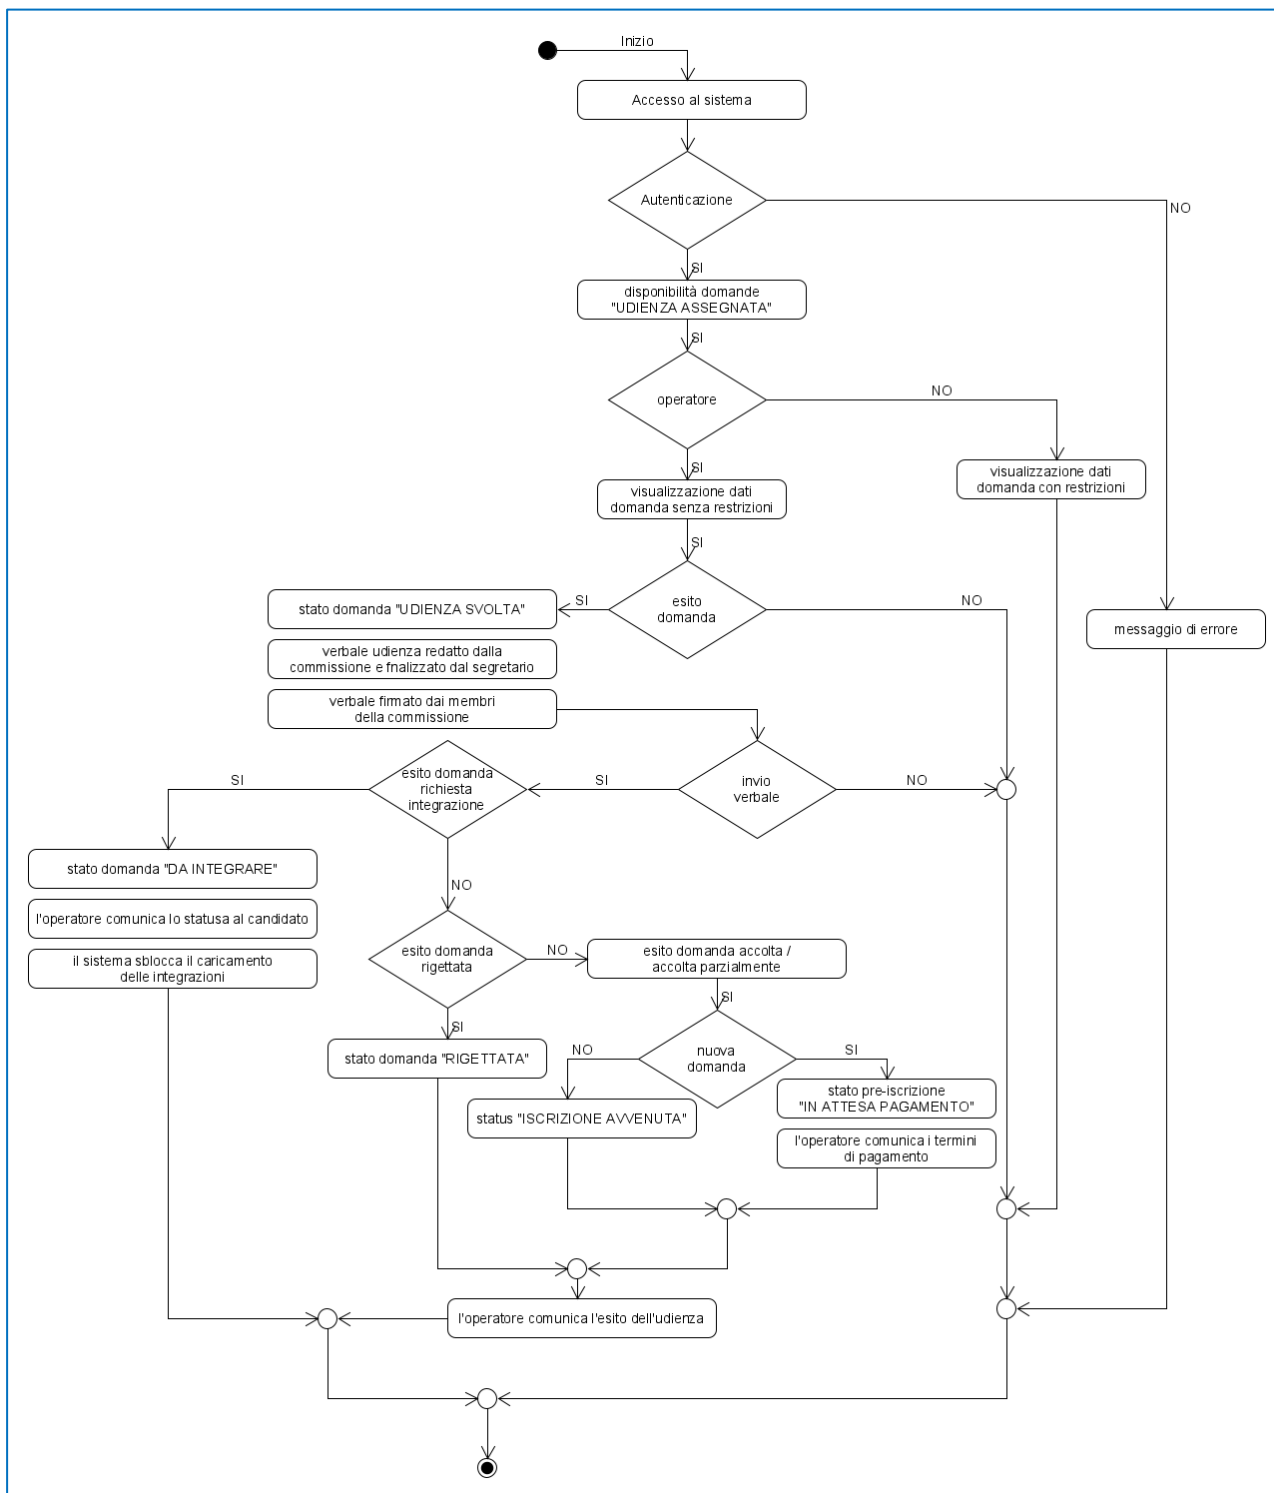 Inizio
Accesso al sistema
Autenticazione
NO
SI
disponibilità domande
"UDIENZA ASSEGNATA"
SI
operatore
NO
SI
visualizzazione dati
domanda con restrizioni
visualizzazione dati
domanda senza restrizioni
SI
esito
domanda
SI
NO
stato domanda "UDIENZA SVOLTA"
messaggio di errore
verbale udienza redatto dalla
commissione e fnalizzato dal segretario
verbale firmato dai membri
della commissione
esito domanda
richiesta
integrazione
SI
SI
invio
verbale
NO
stato domanda "DA INTEGRARE"
NO
l'operatore comunica lo statusa al candidato
il sistema sblocca il caricamento
delle integrazioni
esito domanda
rigettata
NO
esito domanda accolta /
accolta parzialmente
SI
SI
stato domanda "RIGETTATA"
NO
nuova
domanda
SI
stato pre-iscrizione
"IN ATTESA PAGAMENTO"
status "ISCRIZIONE AVVENUTA"
l'operatore comunica i termini
di pagamento
l'operatore comunica l'esito dell'udienza